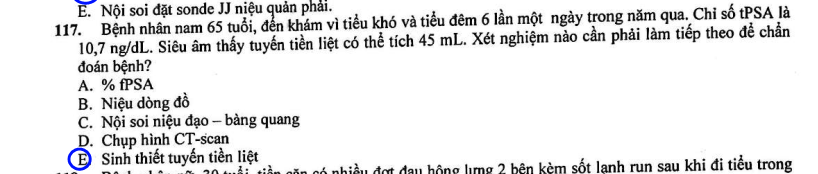 E. Nội soi đặt sonde JJ niệu quản phải.
117. Bệnh nhân nam 65 tuổi, đến khám vì tiểu khó và tiểu đêm 6 lần một ngày trong năm qua. Chỉ số tPSA là
10,7 ng/dL. Siêu âm thấy tuyến tiền liệt có thể tích 45 mL. Xét nghiệm nào cần phải làm tiếp theo để chẩn
đoán bệnh?
A. % fPSA
B. Niệu dòng đồ
C. Nội soi niệu đạo – bàng quang
D. Chụp hình CT-scan
E Sinh thiết tuyến tiền liệt
có nhiều đợt đau hông lưng 2 bên kèm sốt lạnh run sau khi đi tiểu trong